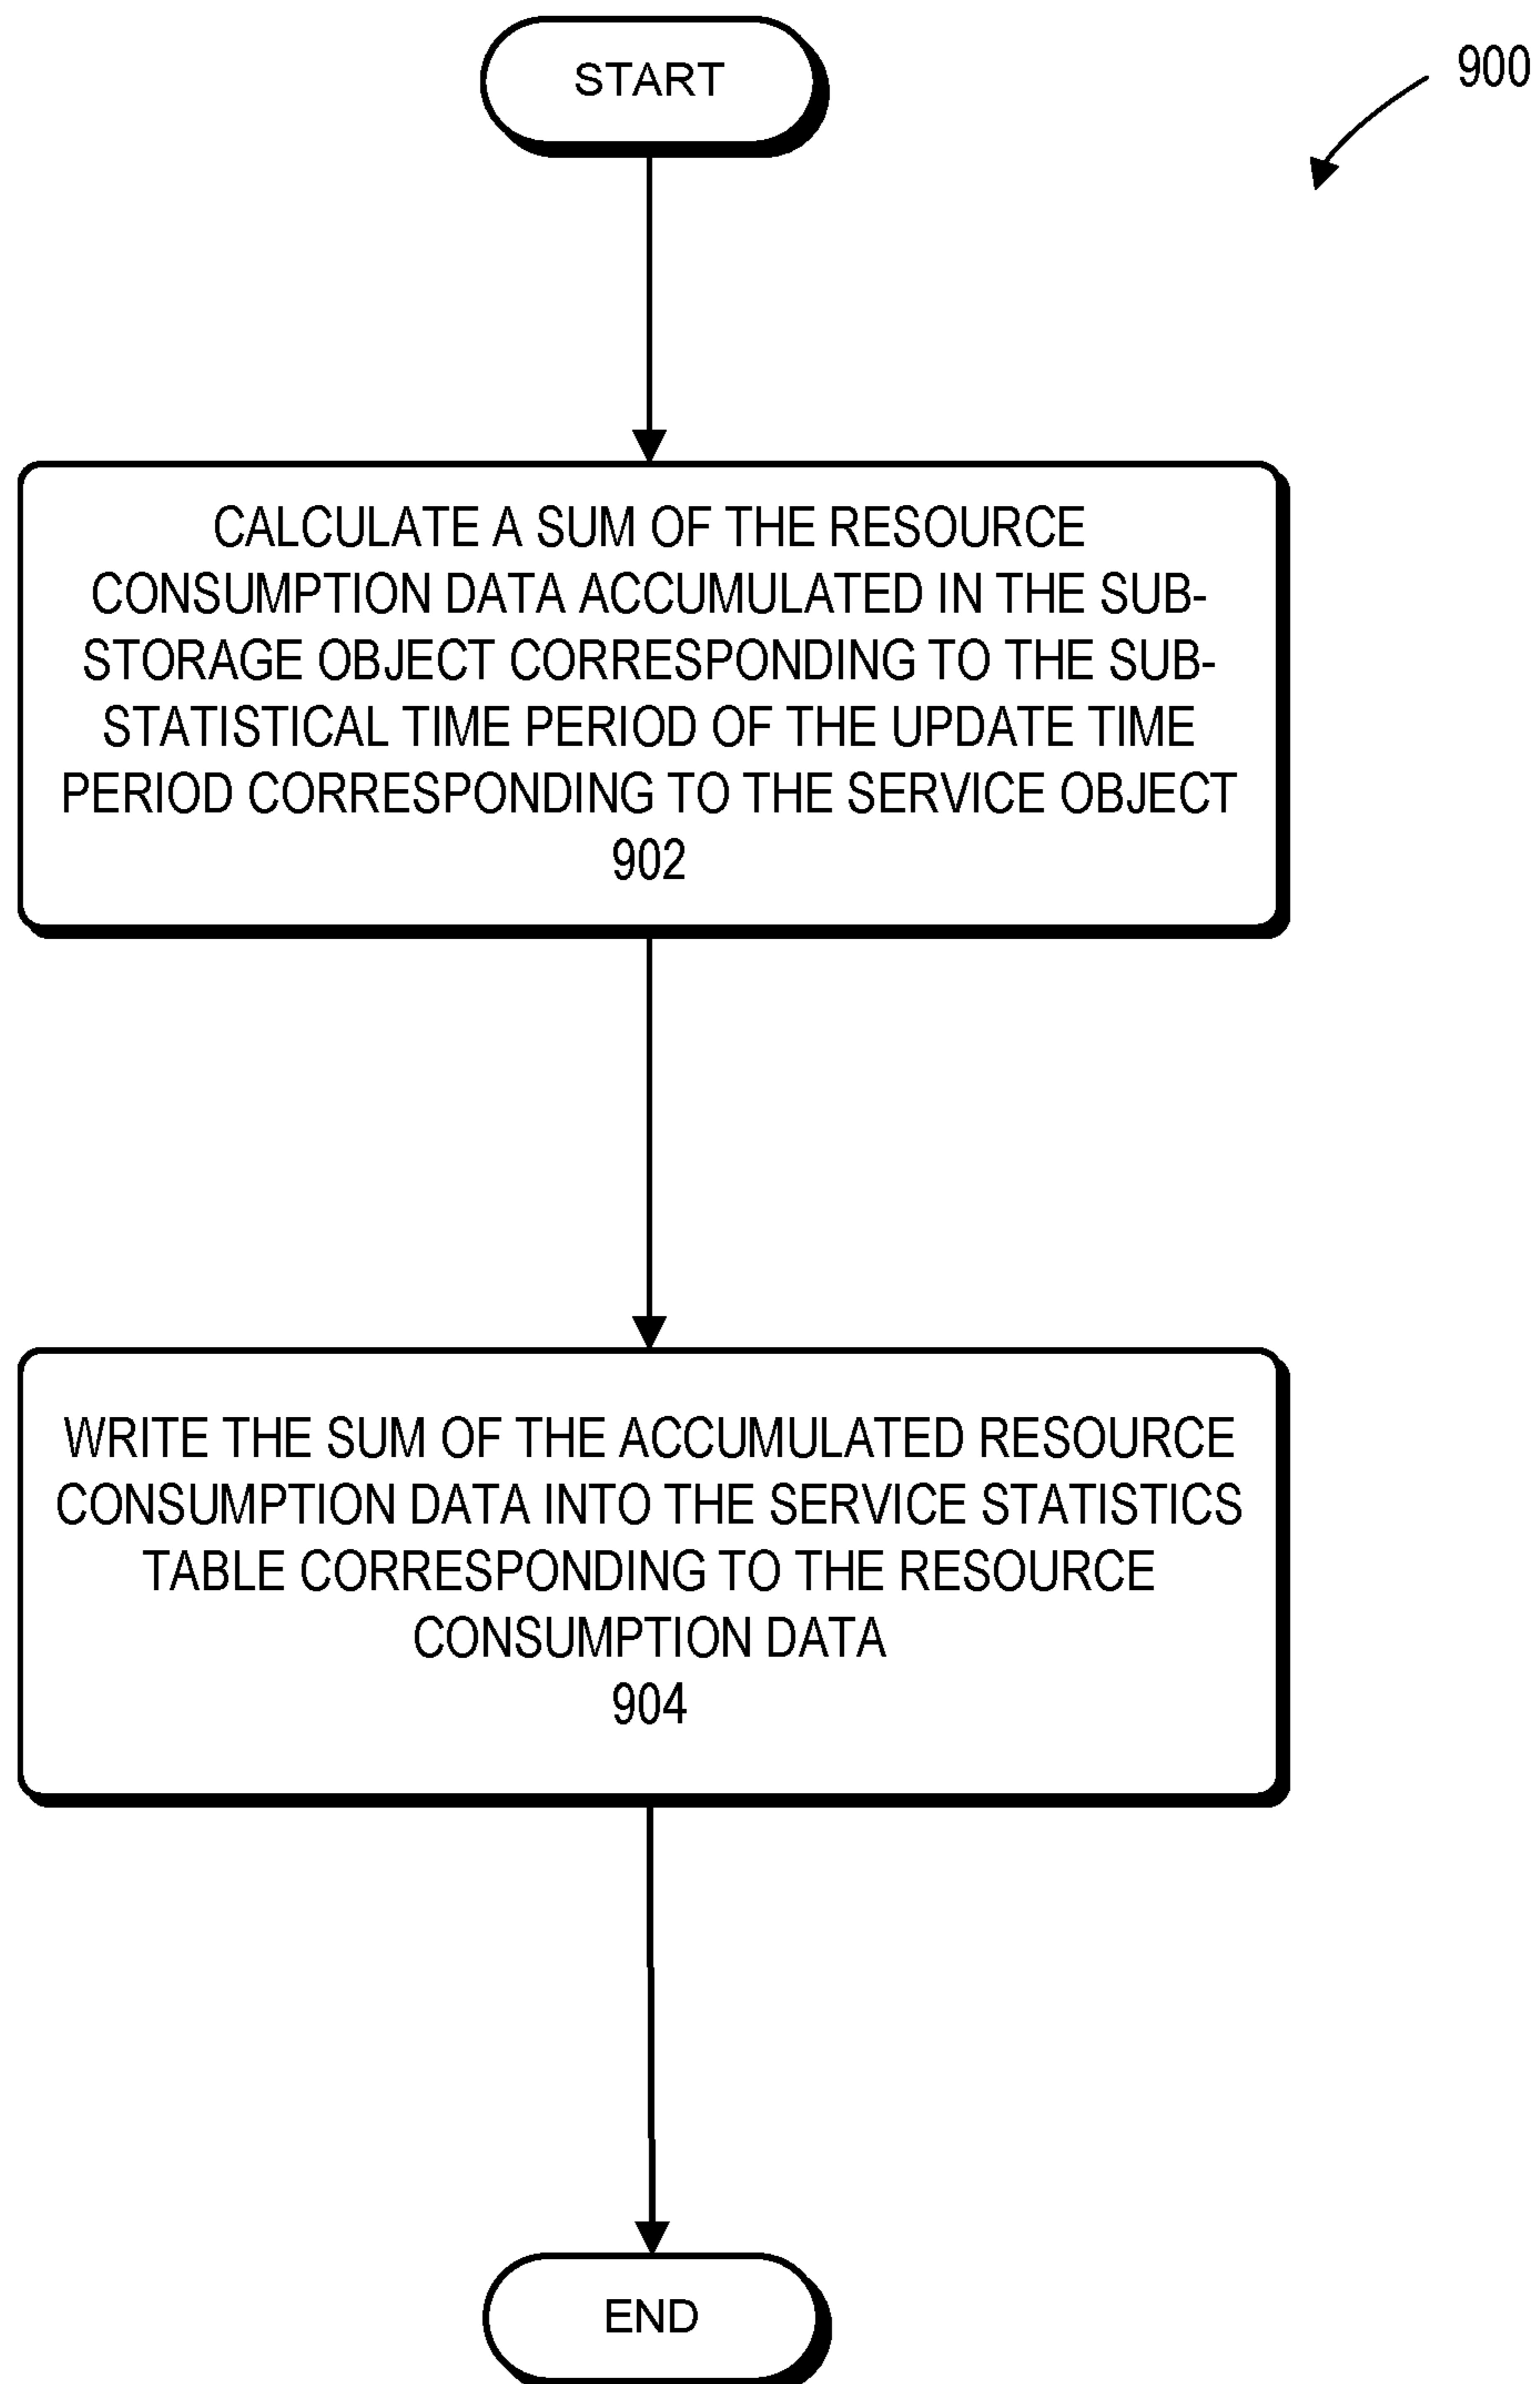 START
900
CALCULATE A SUM OF THE RESOURCE
CONSUMPTION DATA ACCUMULATED IN THE SUB-
STORAGE OBJECT CORRESPONDING TO THE SUB-
STATISTICAL TIME PERIOD OF THE UPDATE TIME
PERIOD CORRESPONDING TO THE SERVICE OBJECT
902
WRITE THE SUM OF THE ACCUMULATED RESOURCE
CONSUMPTION DATA INTO THE SERVICE STATISTICS
TABLE CORRESPONDING TO THE RESOURCE
CONSUMPTION DATA
904
END